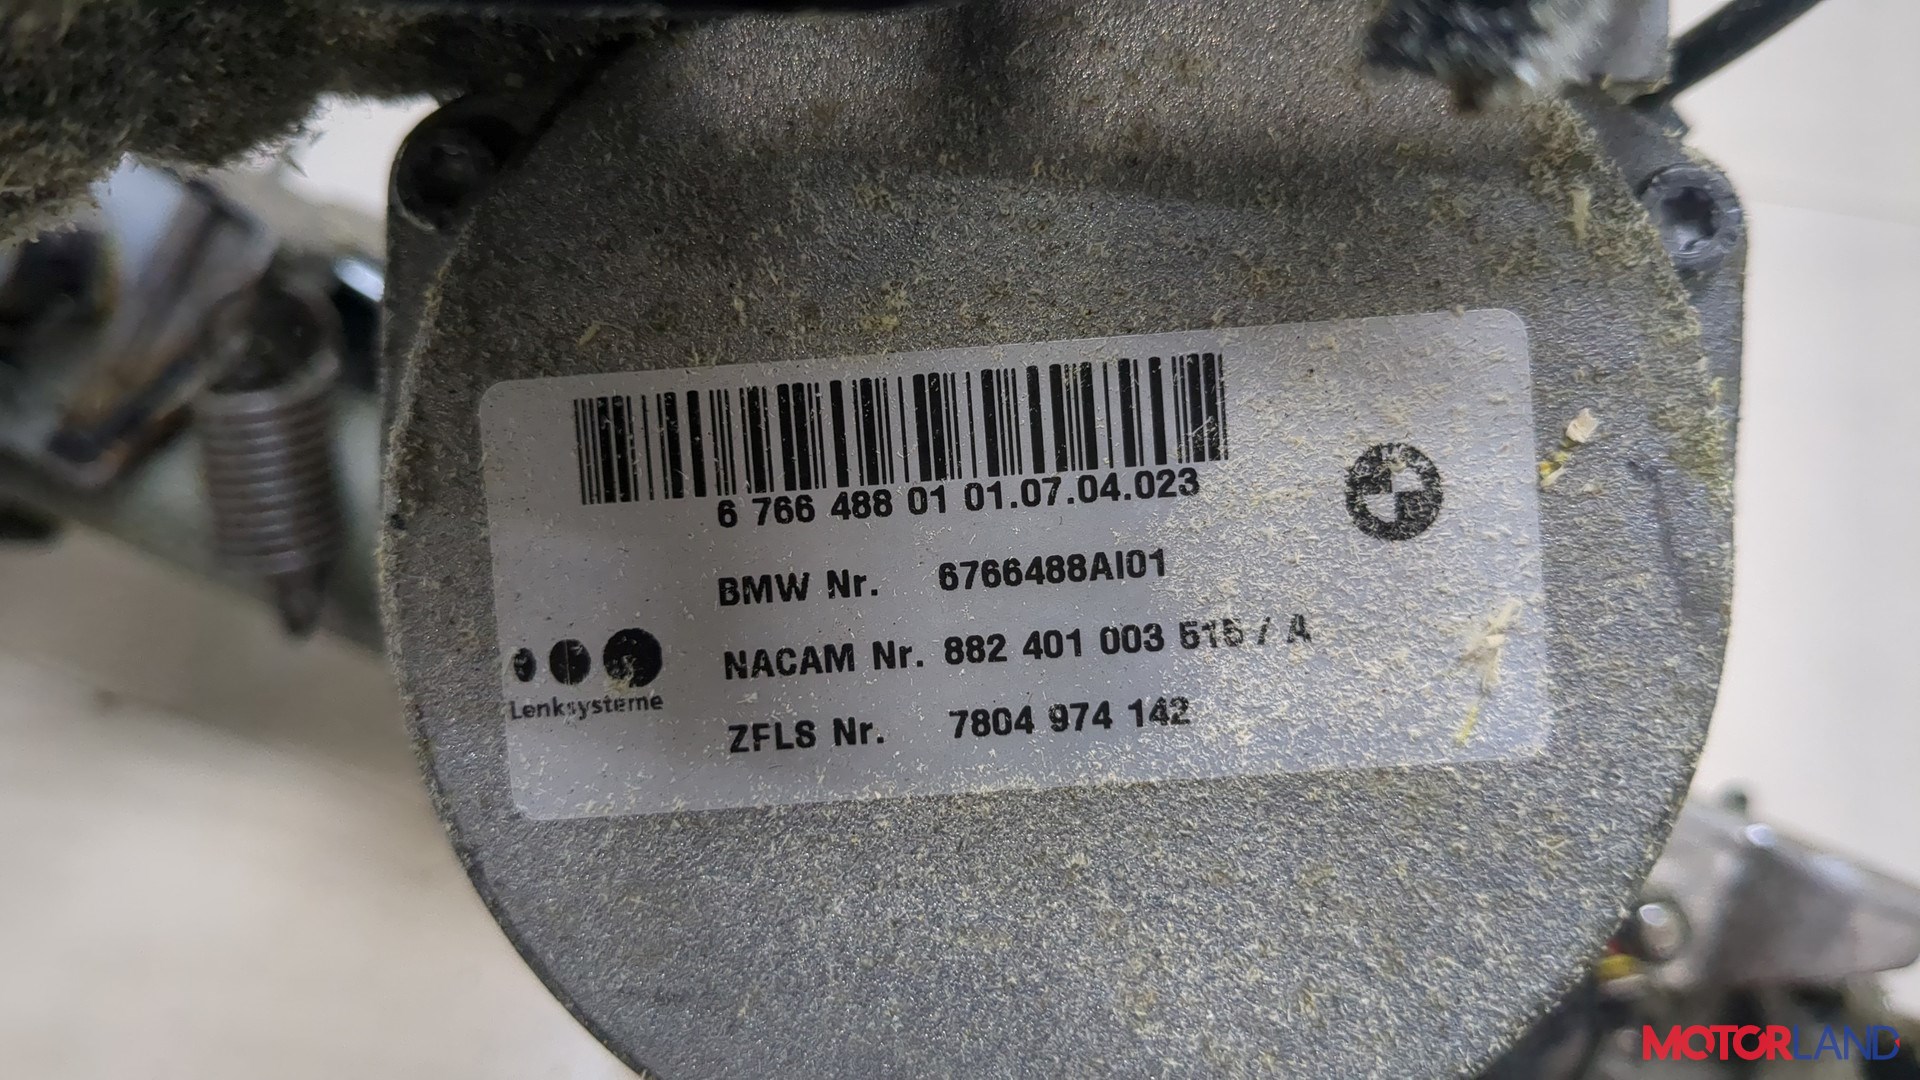 6 766 488 01 01.07.04.023
BMW Nr. 6766488AI01
NACAM Nr. 882 401 003 515 / A
Lenksysteme
ZFLS Nr. 7804 974 142
MOTORLAND